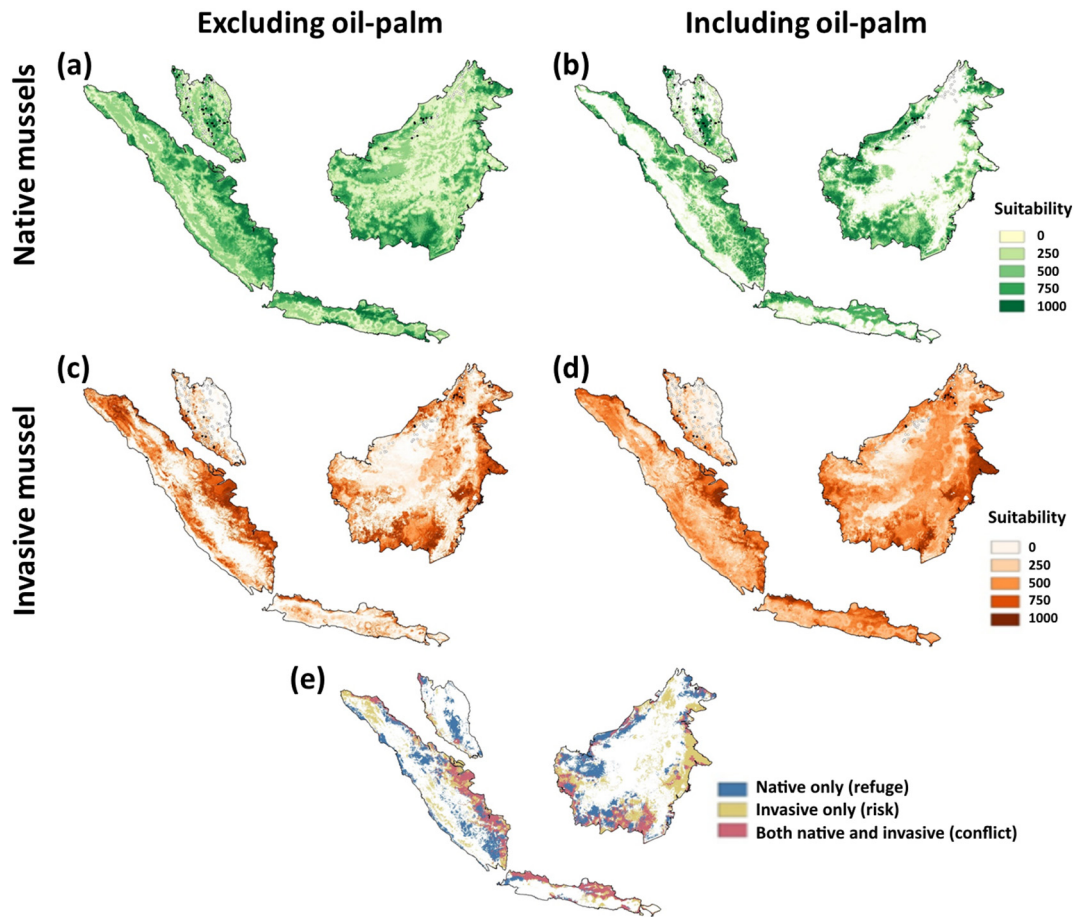 Excluding oil-palm
Including oil-palm
Native mussels
(a)
(b)
Suitability
0
250
500
750
1000
Invasive mussel
(c)
(d)
Suitability
0
250
500
750
1000
(e)
Native only (refuge)
Invasive only (risk)
Both native and invasive (conflict)